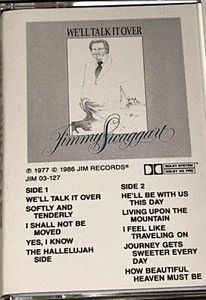 WE'LL TALK IT OVER
Jimmy Swaggart
℗ 1977 © 1986 JIM RECORDS®
JIM 03-127
DOLBY SYSTEM
DOLBY HX PRO
SIDE 1
WE'LL TALK IT OVER
SOFTLY AND
TENDERLY
I SHALL NOT BE
MOVED
YES, I KNOW
THE HALLELUJAH
SIDE
SIDE 2
HE'LL BE WITH US
THIS DAY
LIVING UPON THE
MOUNTAIN
I FEEL LIKE
TRAVELING ON
JOURNEY GETS
SWEETER EVERY
DAY
HOW BEAUTIFUL
HEAVEN MUST BE